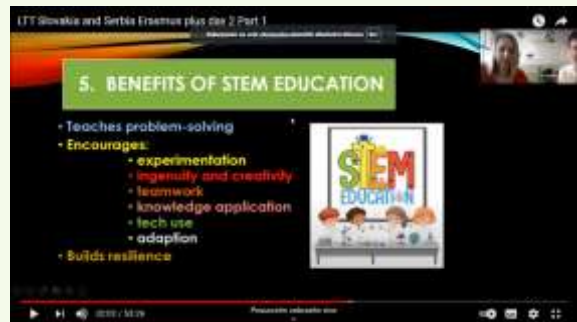 LTT Slovakia and Serbia Erasmus plus day 2 Part 1
5. BENEFITS OF STEM EDUCATION
• Teaches problem-solving
• Encourages:
• experimentation
• ingenuity and creativity
• teamwork
• knowledge application
• tech use
• adaption
• Builds resilience
STEM
EDUCATION